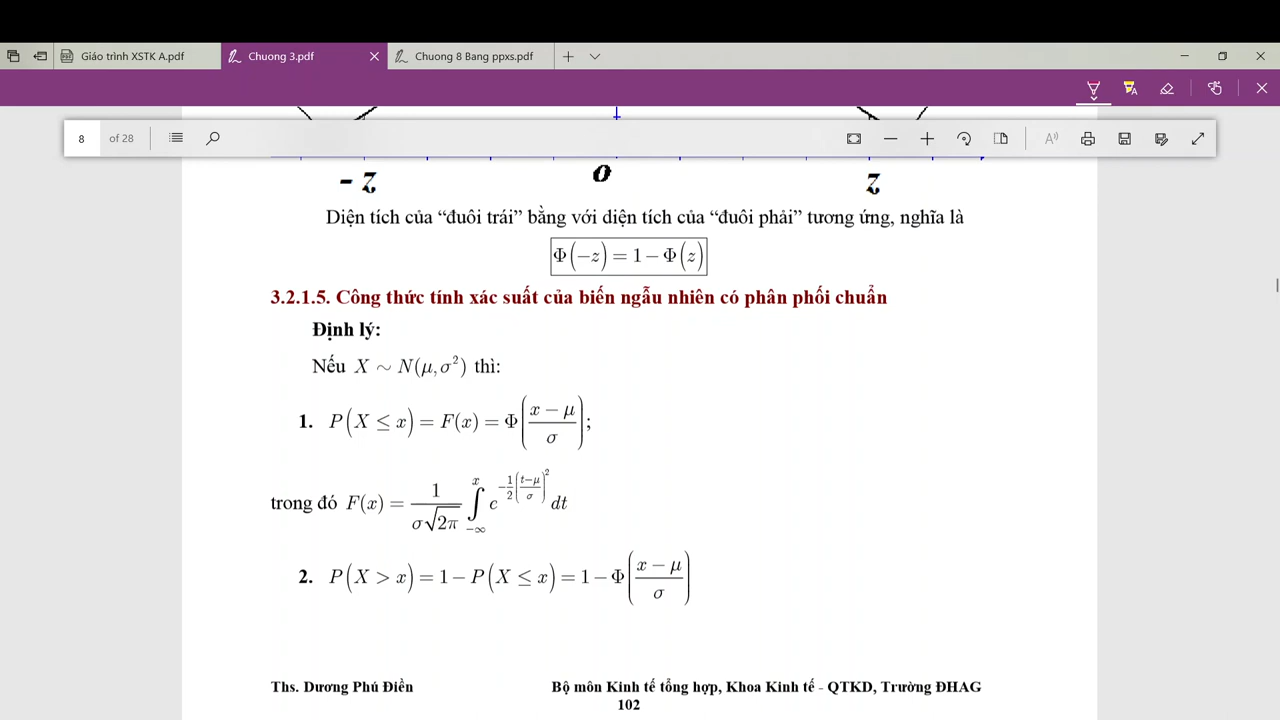 Giáo trình XSTK A.pdf
Chuong 3.pdf
Chuong 8 Bang ppxs.pdf
8 of 28
- z o z
Diện tích của “đuôi trái” bằng với diện tích của “đuôi phải” tương ứng, nghĩa là
Φ(−z) = 1 − Φ(z)
3.2.1.5. Công thức tính xác suất của biến ngẫu nhiên có phân phối chuẩn
Định lý:
Nếu X ∼ N(μ, σ²) thì:
1. P(X ≤ x) = F(x) = Φ((x − μ)/σ);
trong đó F(x) = 1/(σ√2π) ∫_{−∞}^{x} e^{−1/2((t−μ)/σ)²} dt
2. P(X > x) = 1 − P(X ≤ x) = 1 − Φ((x − μ)/σ)
Ths. Dương Phú Điền Bộ môn Kinh tế tổng hợp, Khoa Kinh tế - QTKD, Trường ĐHAG
102